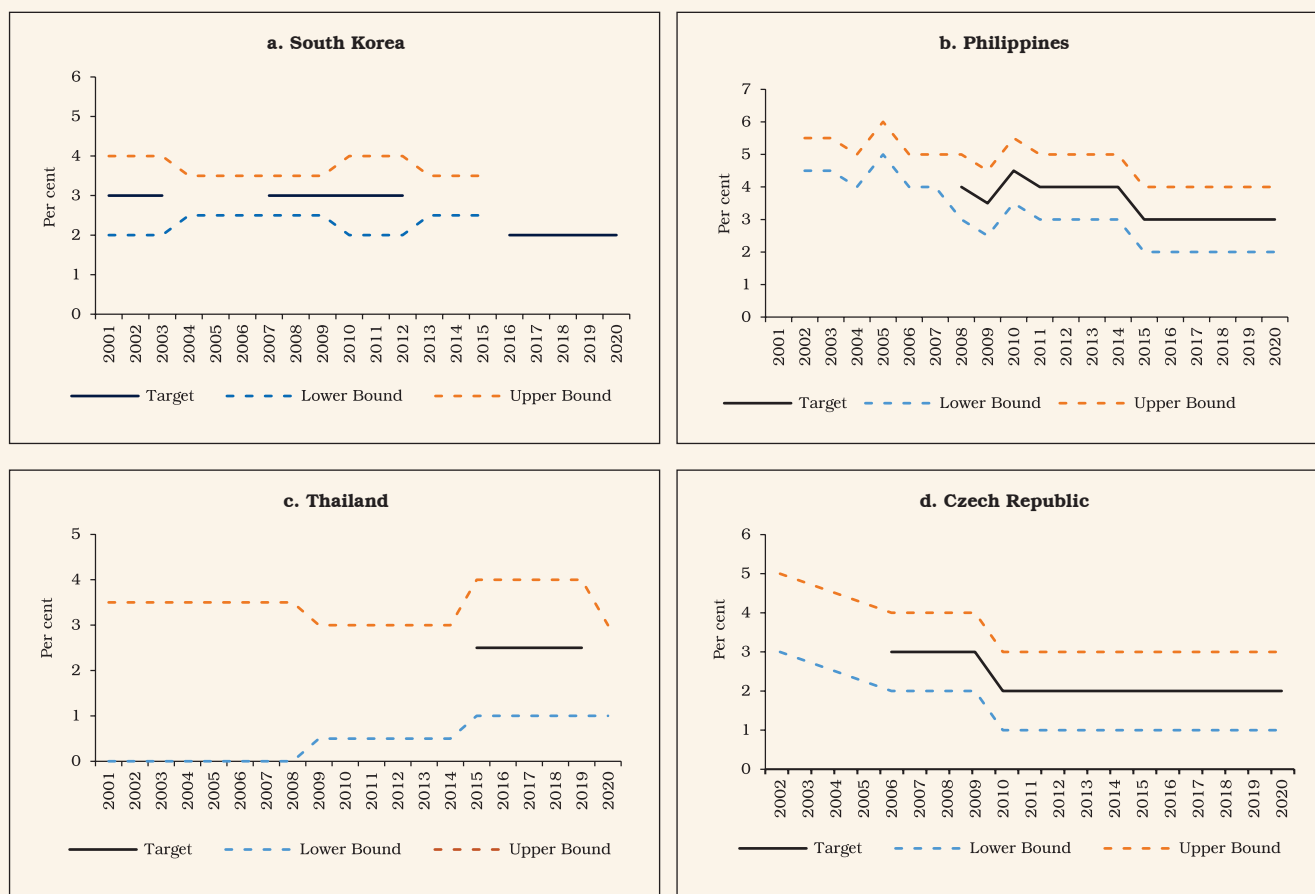 a. South Korea
6
5
4
3
2
1
0
Per cent
2001 2002 2003 2004 2005 2006 2007 2008 2009 2010 2011 2012 2013 2014 2015 2016 2017 2018 2019 2020
Target Lower Bound Upper Bound
b. Philippines
7
6
5
4
3
2
1
0
Per cent
2001 2002 2003 2004 2005 2006 2007 2008 2009 2010 2011 2012 2013 2014 2015 2016 2017 2018 2019 2020
Target Lower Bound Upper Bound
c. Thailand
5
4
3
2
1
0
Per cent
2001 2002 2003 2004 2005 2006 2007 2008 2009 2010 2011 2012 2013 2014 2015 2016 2017 2018 2019 2020
Target Lower Bound Upper Bound
d. Czech Republic
6
5
4
3
2
1
0
Per cent
2002 2003 2004 2005 2006 2007 2008 2009 2010 2011 2012 2013 2014 2015 2016 2017 2018 2019 2020
Target Lower Bound Upper Bound